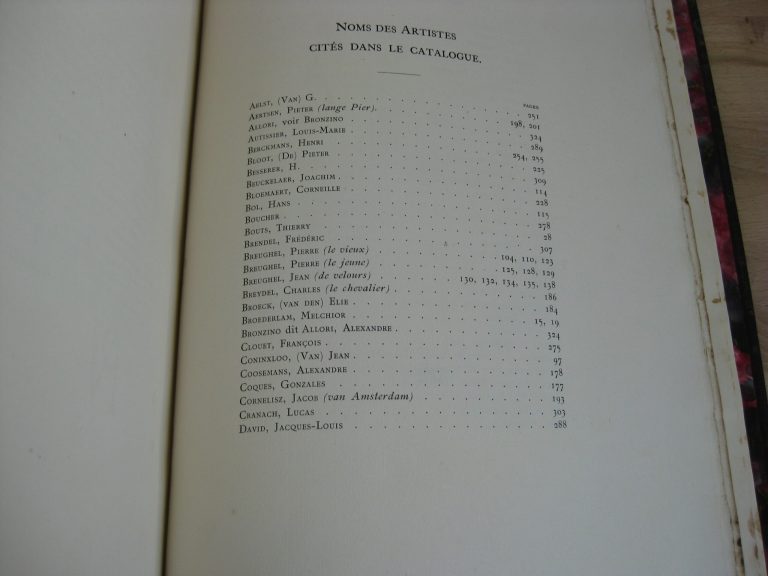 Noms des Artistes
cités dans le catalogue.
pages
Aelst, (Van) G. . . . . . . . . . . . 251
Aertsen, Pieter (lange Pier). . . . . . . . . . . . 198, 201
Allori, voir Bronzino . . . . . . . . . . . . 324
Autissier, Louis-Marie . . . . . . . . . . . . 289
Berckmans, Henri . . . . . . . . . . . . 254, 255
Bloot, (De) Pieter . . . . . . . . . . . . 225
Besserer, H. . . . . . . . . . . . . 309
Beuckelaer, Joachim . . . . . . . . . . . . 114
Bloemaert, Corneille . . . . . . . . . . . . 228
Bol, Hans . . . . . . . . . . . . 115
Boucher . . . . . . . . . . . . 278
Bouts, Thierry . . . . . . . . . . . . 28
Brendel, Frédéric . . . . . . . . . . . . 307
Breughel, Pierre (le vieux) . . . . . . . . . 104, 110, 123
Breughel, Pierre (le jeune) . . . . . . . . . 125, 128, 129
Breughel, Jean (de velours) . . . . . . 130, 132, 134, 135, 138
Breydel, Charles (le chevalier) . . . . . . . . . . 186
Broeck, (van den) Elie . . . . . . . . . . . . 184
Broederlam, Melchior . . . . . . . . . . . . 15, 19
Bronzino dit Allori, Alexandre . . . . . . . . . . 324
Clouet, François . . . . . . . . . . . . 275
Coninxloo, (Van) Jean . . . . . . . . . . . . 97
Coosemans, Alexandre . . . . . . . . . . . . 178
Coques, Gonzales . . . . . . . . . . . . 177
Cornelisz, Jacob (van Amsterdam) . . . . . . . . . 193
Cranach, Lucas . . . . . . . . . . . . 303
David, Jacques-Louis . . . . . . . . . . . . 288